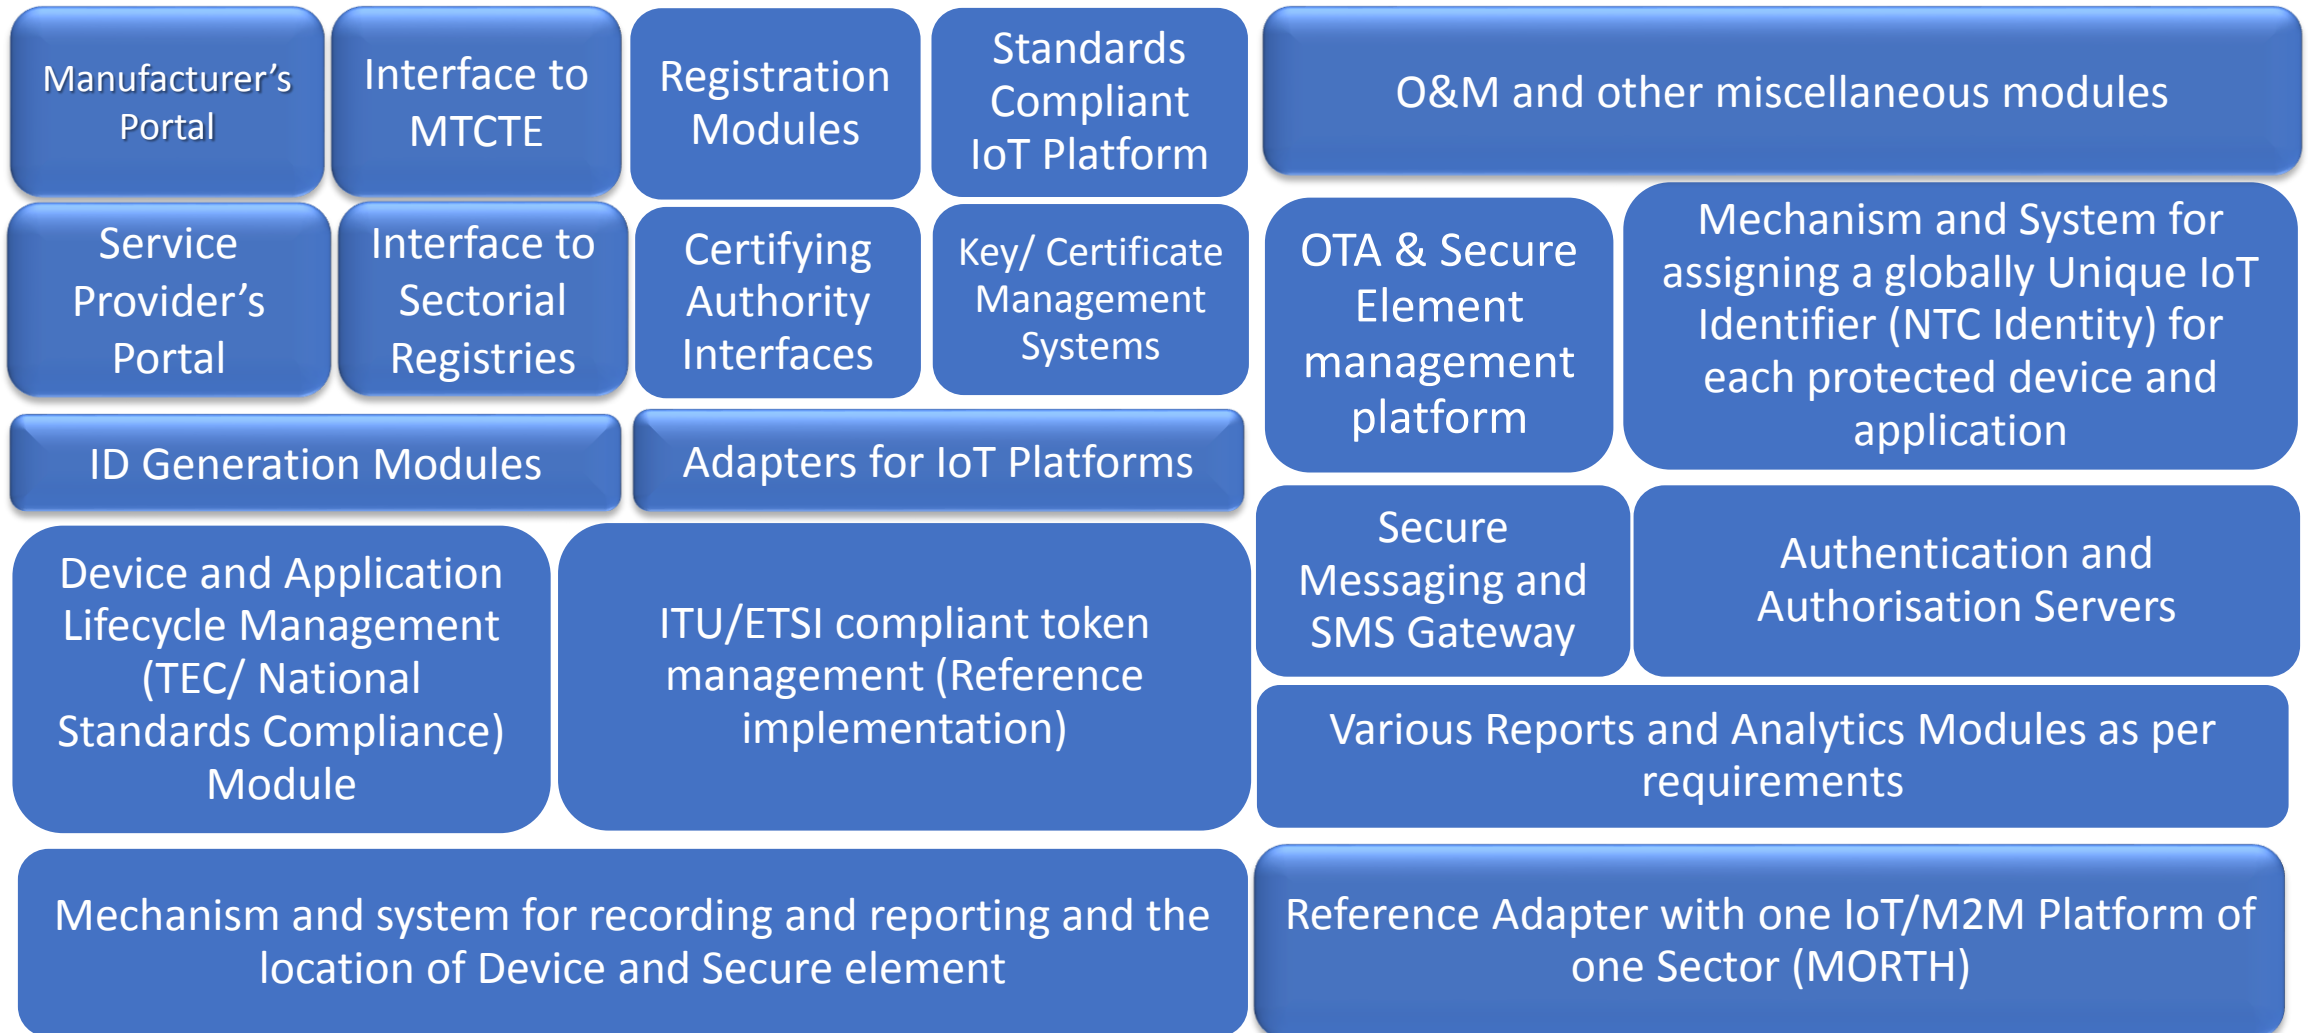 Manufacturer’s
Portal
Interface to
MTCTE
Registration
Modules
Standards
Compliant
IoT Platform
O&M and other miscellaneous modules
Service
Provider’s
Portal
Interface to
Sectorial
Registries
Certifying
Authority
Interfaces
Key/ Certificate
Management
Systems
OTA & Secure
Element
management
platform
Mechanism and System for
assigning a globally Unique IoT
Identifier (NTC Identity) for
each protected device and
application
ID Generation Modules
Adapters for IoT Platforms
Device and Application
Lifecycle Management
(TEC/ National
Standards Compliance)
Module
ITU/ETSI compliant token
management (Reference
implementation)
Secure
Messaging and
SMS Gateway
Authentication and
Authorisation Servers
Various Reports and Analytics Modules as per
requirements
Mechanism and system for recording and reporting and the
location of Device and Secure element
Reference Adapter with one IoT/M2M Platform of
one Sector (MORTH)